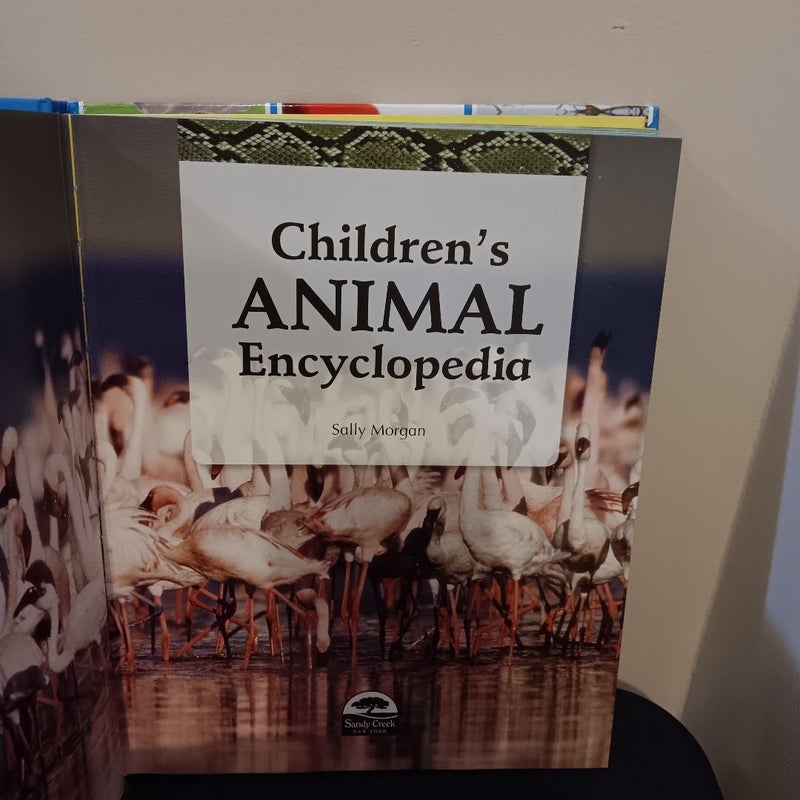 Children's
ANIMAL
Encyclopedia
Sally Morgan
Sandy Creek
NEW YORK